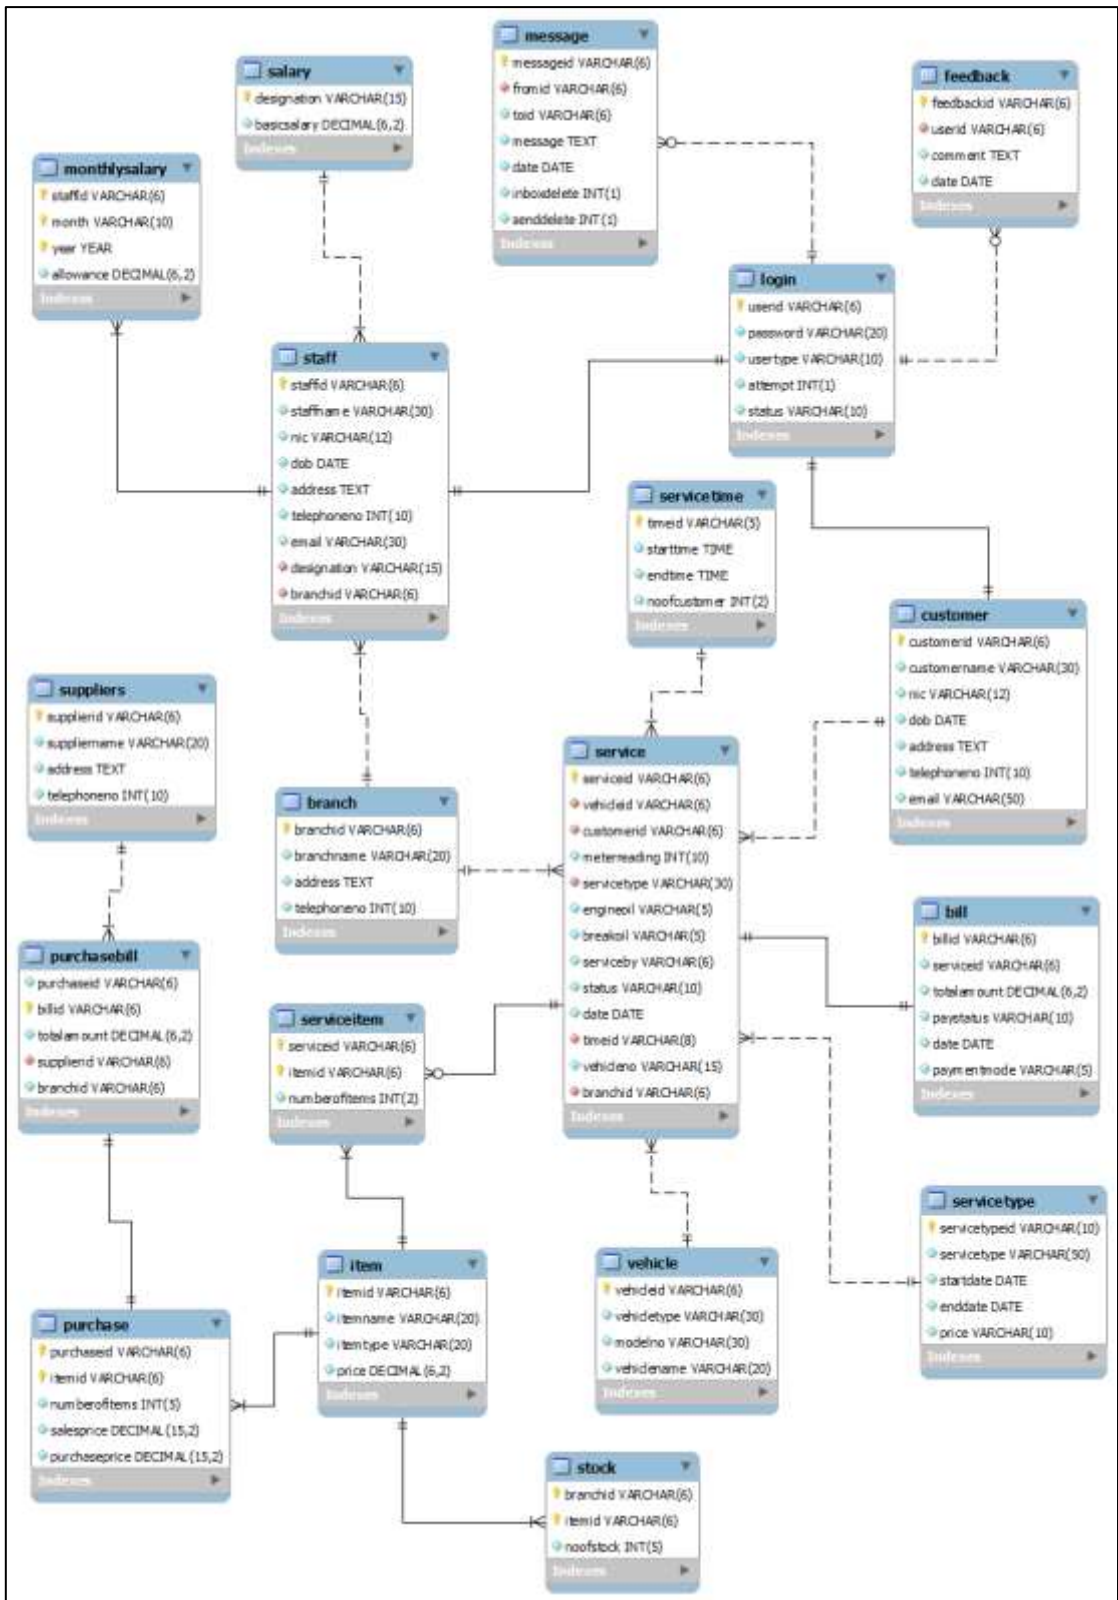 message
messageid VARCHAR(6)
fromid VARCHAR(6)
toid VARCHAR(6)
message TEXT
date DATE
inboxdelete INT(1)
senddelete INT(1)
Indexes
salary
designation VARCHAR(15)
basicsalary DECIMAL(6,2)
Indexes
feedback
feedbackid VARCHAR(6)
userid VARCHAR(6)
comment TEXT
date DATE
Indexes
monthlysalary
staffid VARCHAR(6)
month VARCHAR(10)
year YEAR
allowance DECIMAL(6,2)
Indexes
login
userid VARCHAR(6)
password VARCHAR(20)
usertype VARCHAR(10)
attempt INT(1)
status VARCHAR(10)
Indexes
staff
staffid VARCHAR(6)
staffname VARCHAR(30)
nic VARCHAR(12)
dob DATE
address TEXT
telephoneno INT(10)
email VARCHAR(30)
designation VARCHAR(15)
branchid VARCHAR(6)
Indexes
servicetime
timeid VARCHAR(5)
starttime TIME
endtime TIME
noofcustomer INT(2)
Indexes
customer
customerid VARCHAR(6)
customername VARCHAR(30)
nic VARCHAR(12)
dob DATE
address TEXT
telephoneno INT(10)
email VARCHAR(50)
Indexes
suppliers
supplierid VARCHAR(6)
suppliername VARCHAR(20)
address TEXT
telephoneno INT(10)
Indexes
branch
branchid VARCHAR(6)
branchname VARCHAR(20)
address TEXT
telephoneno INT(10)
Indexes
service
serviceid VARCHAR(6)
vehicleid VARCHAR(6)
customerid VARCHAR(6)
meterreading INT(10)
servicetype VARCHAR(30)
engineoil VARCHAR(5)
breakoil VARCHAR(5)
serviceby VARCHAR(6)
status VARCHAR(10)
date DATE
timeid VARCHAR(8)
vehicleno VARCHAR(15)
branchid VARCHAR(6)
Indexes
bill
billid VARCHAR(6)
serviceid VARCHAR(6)
totalamount DECIMAL(6,2)
paystatus VARCHAR(10)
date DATE
paymentmode VARCHAR(5)
Indexes
purchasebill
purchaseid VARCHAR(6)
billid VARCHAR(6)
totalamount DECIMAL(6,2)
supplierid VARCHAR(6)
branchid VARCHAR(6)
Indexes
serviceitem
serviceid VARCHAR(6)
itemid VARCHAR(6)
numberofitems INT(2)
Indexes
servicetype
servicetypeid VARCHAR(10)
servicetype VARCHAR(50)
startdate DATE
enddate DATE
price VARCHAR(10)
Indexes
item
itemid VARCHAR(6)
itemname VARCHAR(20)
itemtype VARCHAR(20)
price DECIMAL(6,2)
Indexes
vehicle
vehicleid VARCHAR(6)
vehicletype VARCHAR(30)
modelno VARCHAR(30)
vehiclename VARCHAR(20)
Indexes
purchase
purchaseid VARCHAR(6)
itemid VARCHAR(6)
numberofitems INT(5)
salesprice DECIMAL(15,2)
purchaseprice DECIMAL(15,2)
Indexes
stock
branchid VARCHAR(6)
itemid VARCHAR(6)
noofstock INT(5)
Indexes